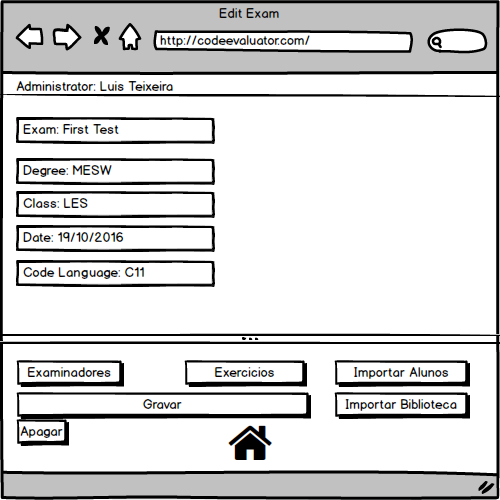 Edit Exam
http://codeevaluator.com/
Administrator: Luis Teixeira
Exam: First Test
Degree: MESW
Class: LES
Date: 19/10/2016
Code Language: C11
Examinadores
Exercicios
Importar Alunos
Gravar
Importar Biblioteca
Apagar